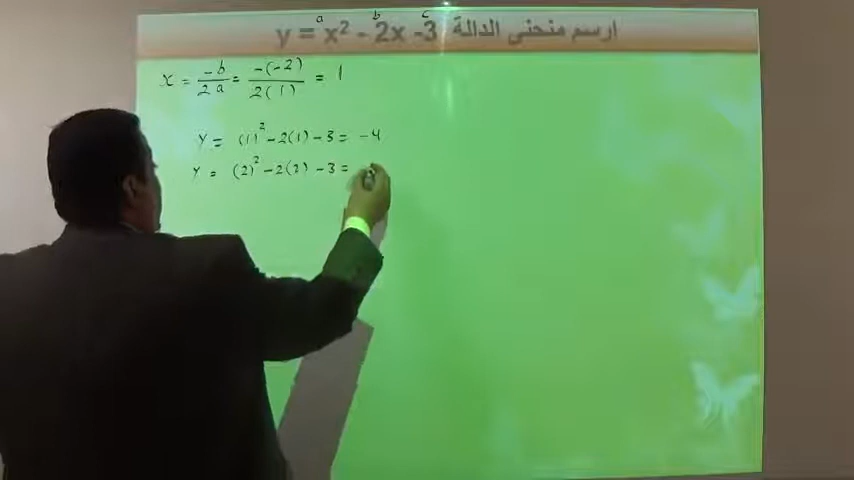 ارسم منحنى الدالة y = x² - 2x -3
a b c
x = -b/2a = -(-2)/2(1) = 1
y = (1)² - 2(1) - 3 = -4
y = (2)² - 2(2) - 3 =